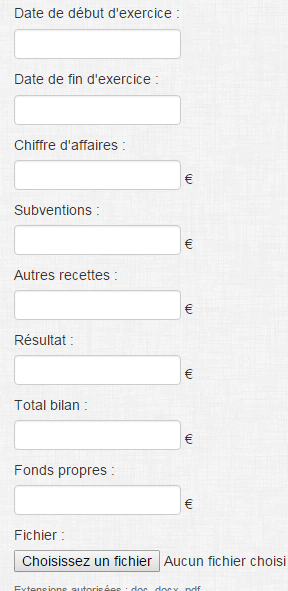 Date de début d'exercice :
Date de fin d'exercice :
Chiffre d'affaires :
€
Subventions :
€
Autres recettes :
€
Résultat :
€
Total bilan :
€
Fonds propres :
€
Fichier :
Choisissez un fichier Aucun fichier choisi
Extensions autorisées : doc, docx, pdf